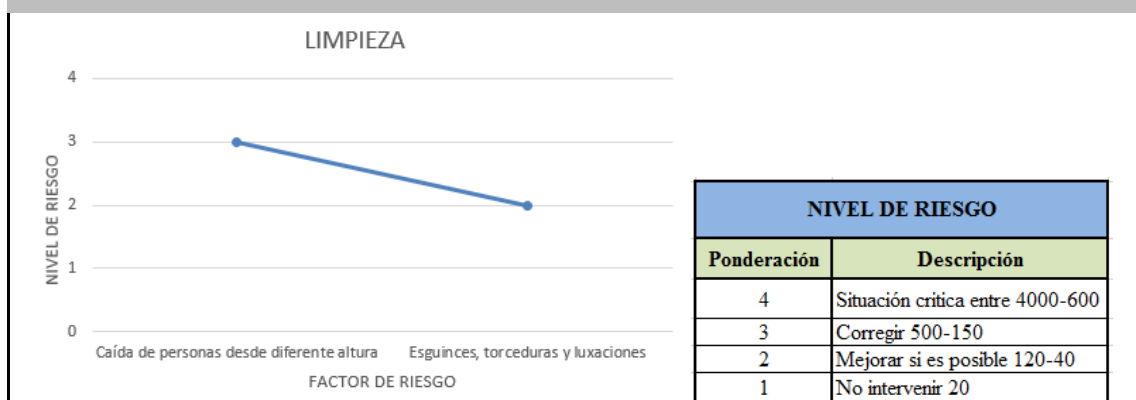 LIMPIEZA
4
3
2
1
0
NIVEL DE RIESGO
Caída de personas desde diferente altura
Esguinces, torceduras y luxaciones
FACTOR DE RIESGO
NIVEL DE RIESGO
Ponderación Descripción
4 Situación critica entre 4000-600
3 Corregir 500-150
2 Mejorar si es posible 120-40
1 No intervenir 20